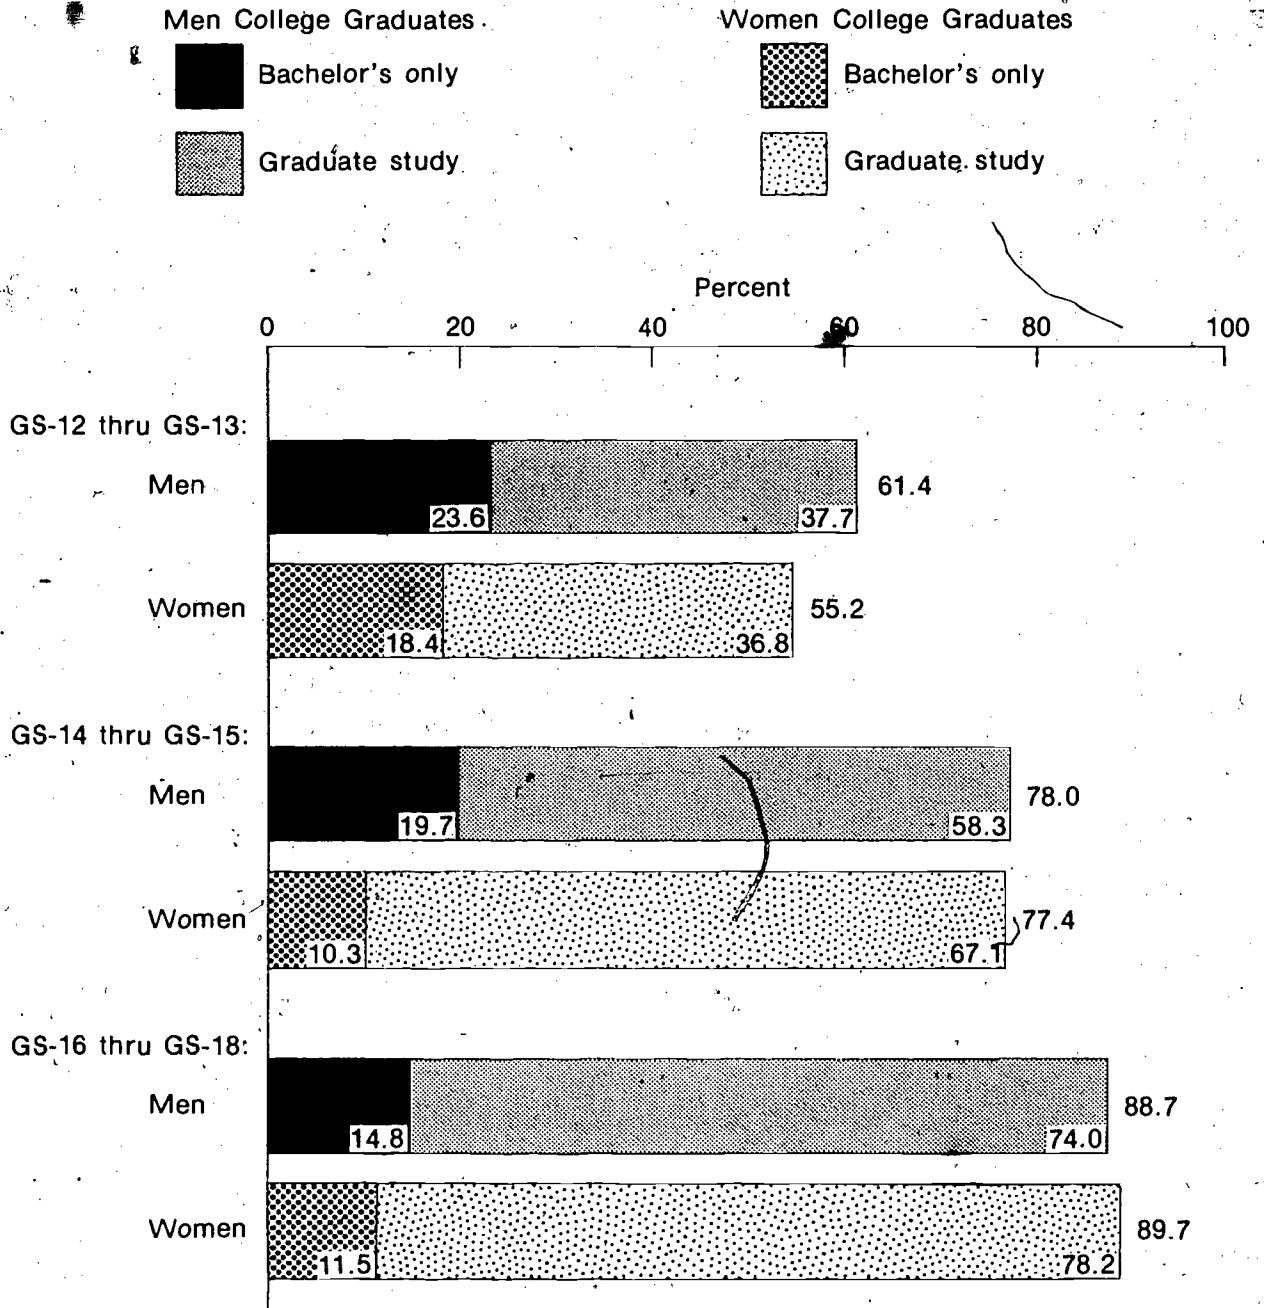 Men College Graduates
Women College Graduates
Bachelor's only
Bachelor's only
Graduate study
Graduate study
Percent
0 20 40 60 80 100
GS-12 thru GS-13:
Men 23.6 37.7 61.4
Women 18.4 36.8 55.2
GS-14 thru GS-15:
Men 19.7 58.3 78.0
Women 10.3 67.1 77.4
GS-16 thru GS-18:
Men 14.8 74.0 88.7
Women 11.5 78.2 89.7